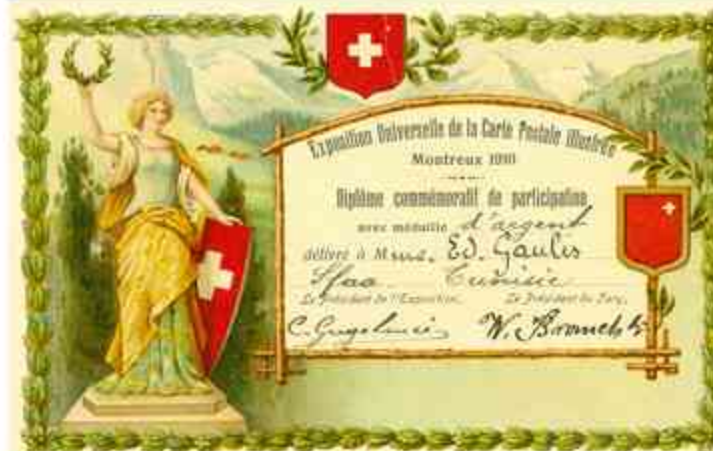 Exposition Universelle de la Carte Postale Illustrée
Montreux 1910
Diplôme commémoratif de participation
avec médaille d'argent
délivré à Mme. Ed. Gaulis
Sfax Tunisie
Le Président de l'Exposition. Le Président du Jury.
C. W.